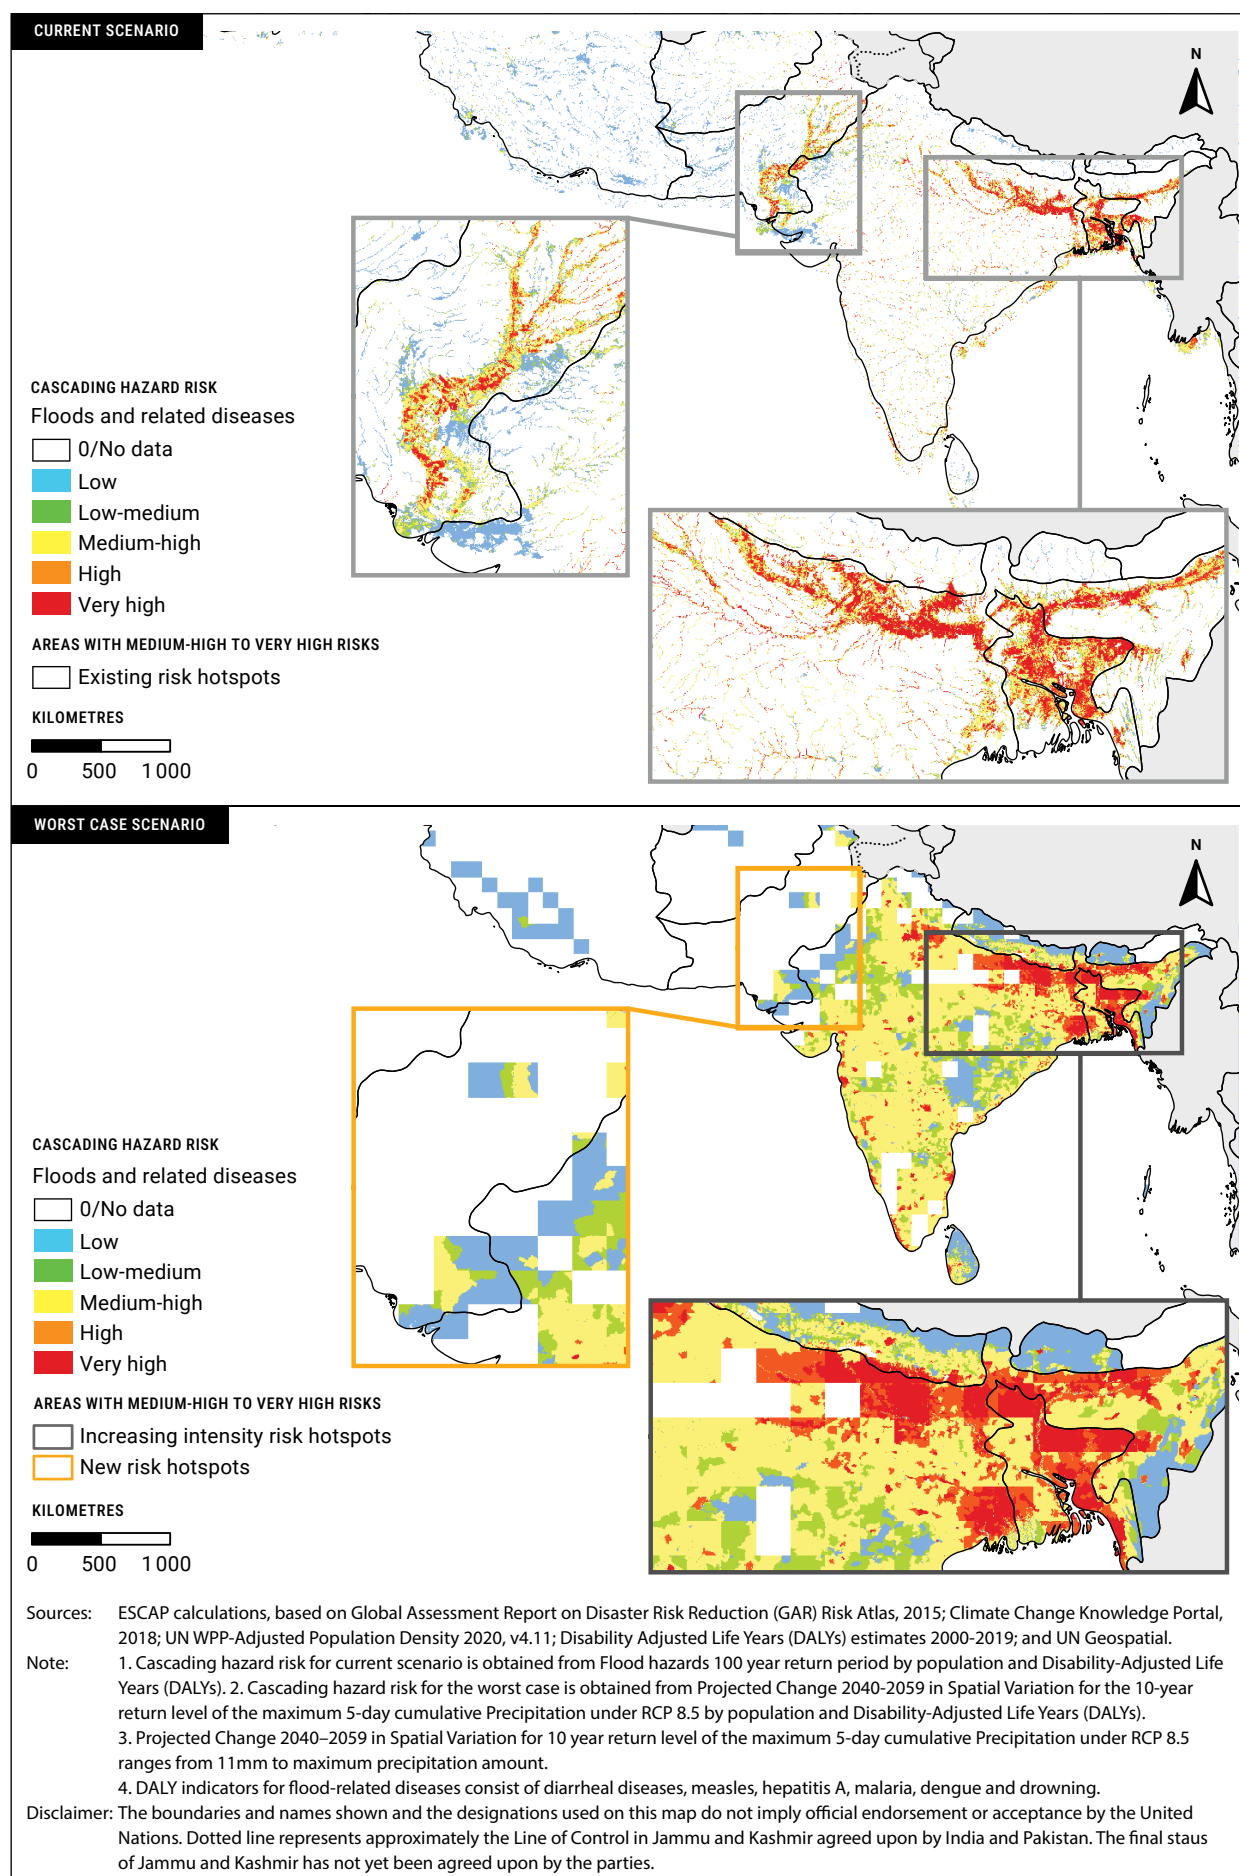 CURRENT SCENARIO
N
CASCADING HAZARD RISK
Floods and related diseases
0/No data
Low
Low-medium
Medium-high
High
Very high
AREAS WITH MEDIUM-HIGH TO VERY HIGH RISKS
Existing risk hotspots
KILOMETRES
0 500 1 000
WORST CASE SCENARIO
N
CASCADING HAZARD RISK
Floods and related diseases
0/No data
Low
Low-medium
Medium-high
High
Very high
AREAS WITH MEDIUM-HIGH TO VERY HIGH RISKS
Increasing intensity risk hotspots
New risk hotspots
KILOMETRES
0 500 1 000
Sources: ESCAP calculations, based on Global Assessment Report on Disaster Risk Reduction (GAR) Risk Atlas, 2015; Climate Change Knowledge Portal,
2018; UN WPP-Adjusted Population Density 2020, v4.11; Disability Adjusted Life Years (DALYs) estimates 2000-2019; and UN Geospatial.
Note: 1. Cascading hazard risk for current scenario is obtained from Flood hazards 100 year return period by population and Disability-Adjusted Life
Years (DALYs). 2. Cascading hazard risk for the worst case is obtained from Projected Change 2040-2059 in Spatial Variation for the 10-year
return level of the maximum 5-day cumulative Precipitation under RCP 8.5 by population and Disability-Adjusted Life Years (DALYs).
3. Projected Change 2040–2059 in Spatial Variation for 10 year return level of the maximum 5-day cumulative Precipitation under RCP 8.5
ranges from 11mm to maximum precipitation amount.
4. DALY indicators for flood-related diseases consist of diarrheal diseases, measles, hepatitis A, malaria, dengue and drowning.
Disclaimer: The boundaries and names shown and the designations used on this map do not imply official endorsement or acceptance by the United
Nations. Dotted line represents approximately the Line of Control in Jammu and Kashmir agreed upon by India and Pakistan. The final staus
of Jammu and Kashmir has not yet been agreed upon by the parties.